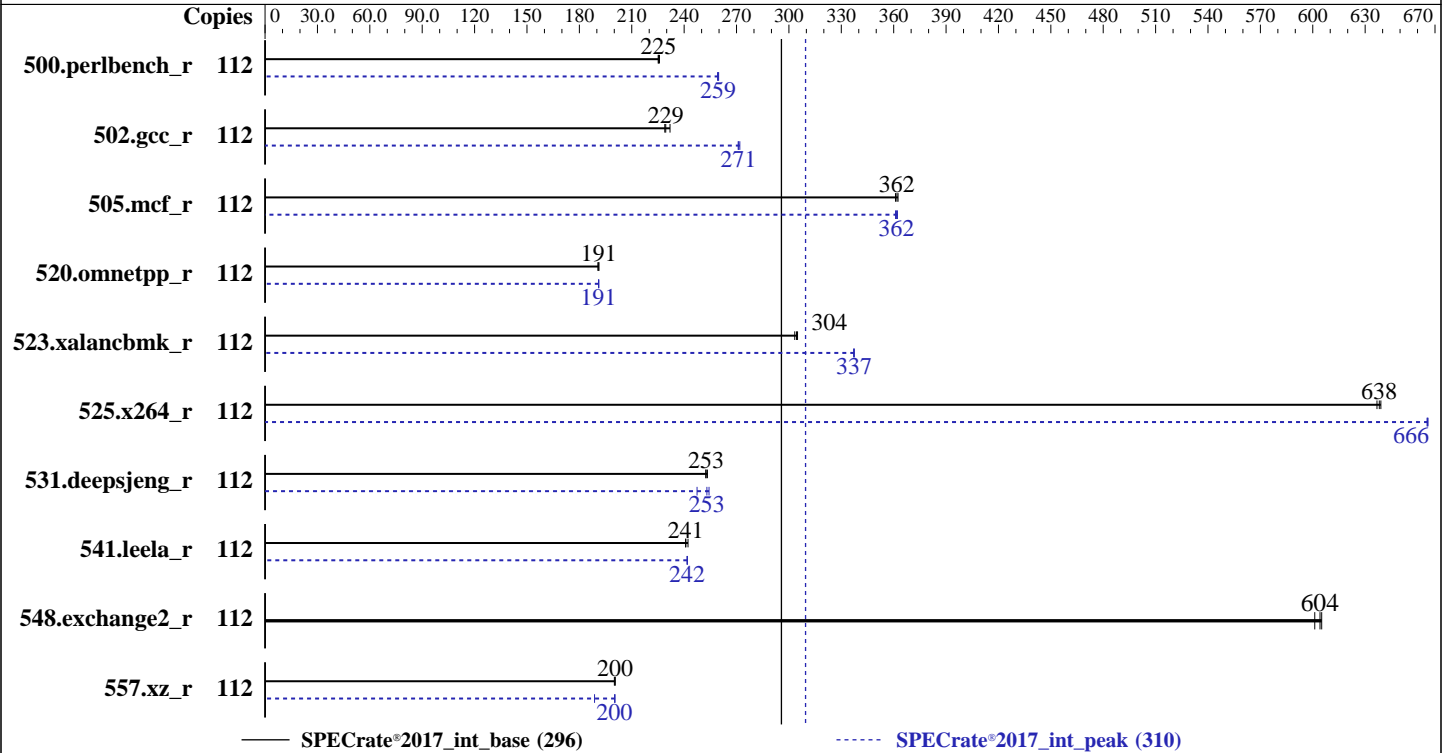 Copies 0 30.0 60.0 90.0 120 150 180 210 240 270 300 330 360 390 420 450 480 510 540 570 600 630 670
225
500.perlbench_r 112
259
229
502.gcc_r 112
271
362
505.mcf_r 112
362
191
520.omnetpp_r 112
191
304
523.xalancbmk_r 112
337
638
525.x264_r 112
666
253
531.deepsjeng_r 112
253
241
541.leela_r 112
242
604
548.exchange2_r 112
200
557.xz_r 112
200
SPECrate®2017_int_base (296) SPECrate®2017_int_peak (310)